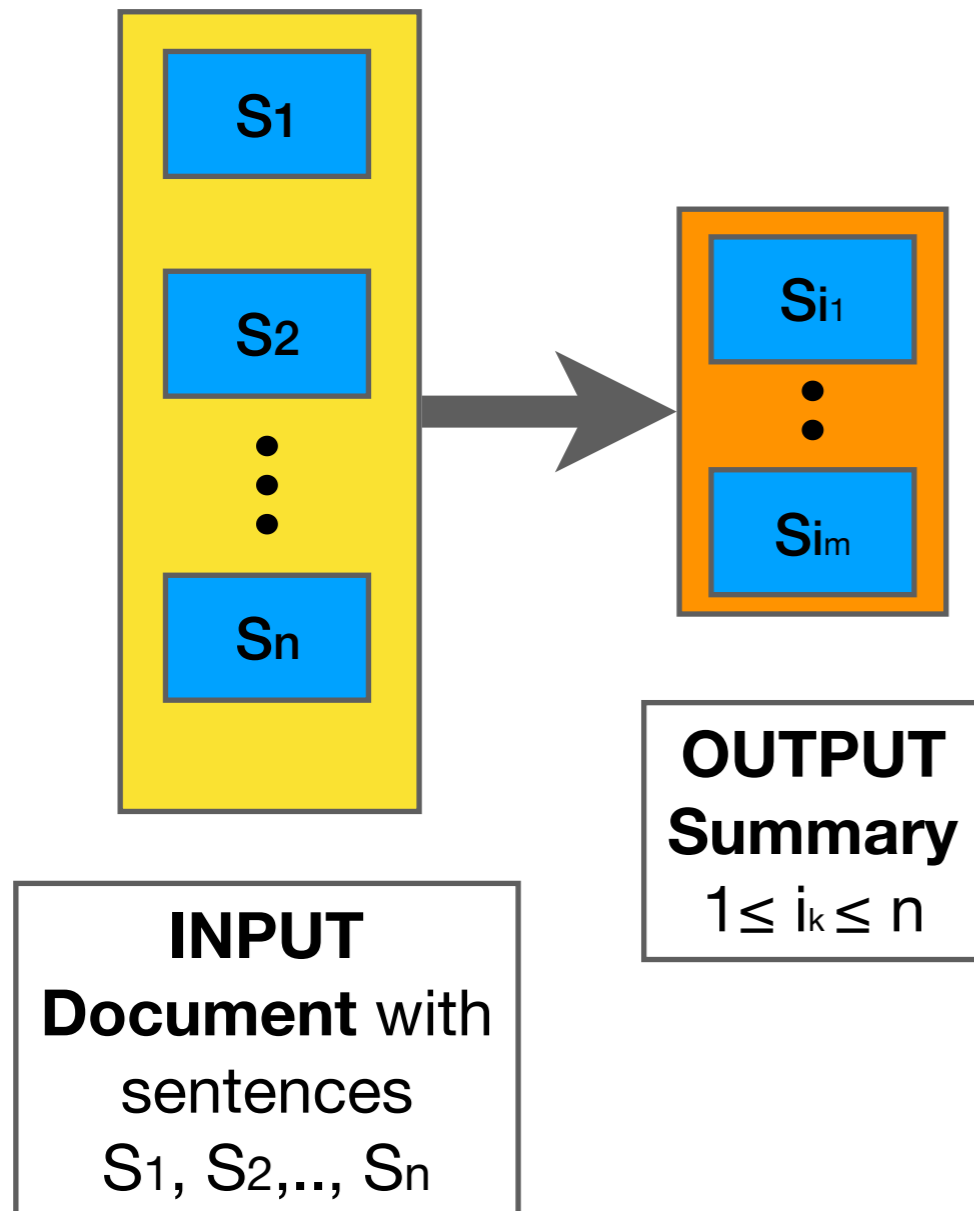 S1
S2
Sn
Si1
Sim
OUTPUT
Summary
1≤ ik ≤ n
INPUT
Document with
sentences
S1, S2,.., Sn